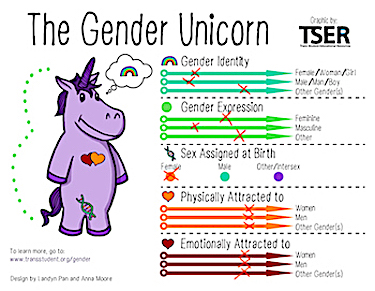 The Gender Unicorn
Graphic by:
TSER
Trans Student Educational Resources
Gender Identity
Female/Woman/Girl
Male/Man/Boy
Other Gender(s)
Gender Expression
Feminine
Masculine
Other
Sex Assigned at Birth
Female Male Other/Intersex
Physically Attracted to
Women
Men
Other Gender(s)
Emotionally Attracted to
Women
Men
Other Gender(s)
To learn more, go to:
www.transstudent.org/gender
Design by Landyn Pan and Anna Moore